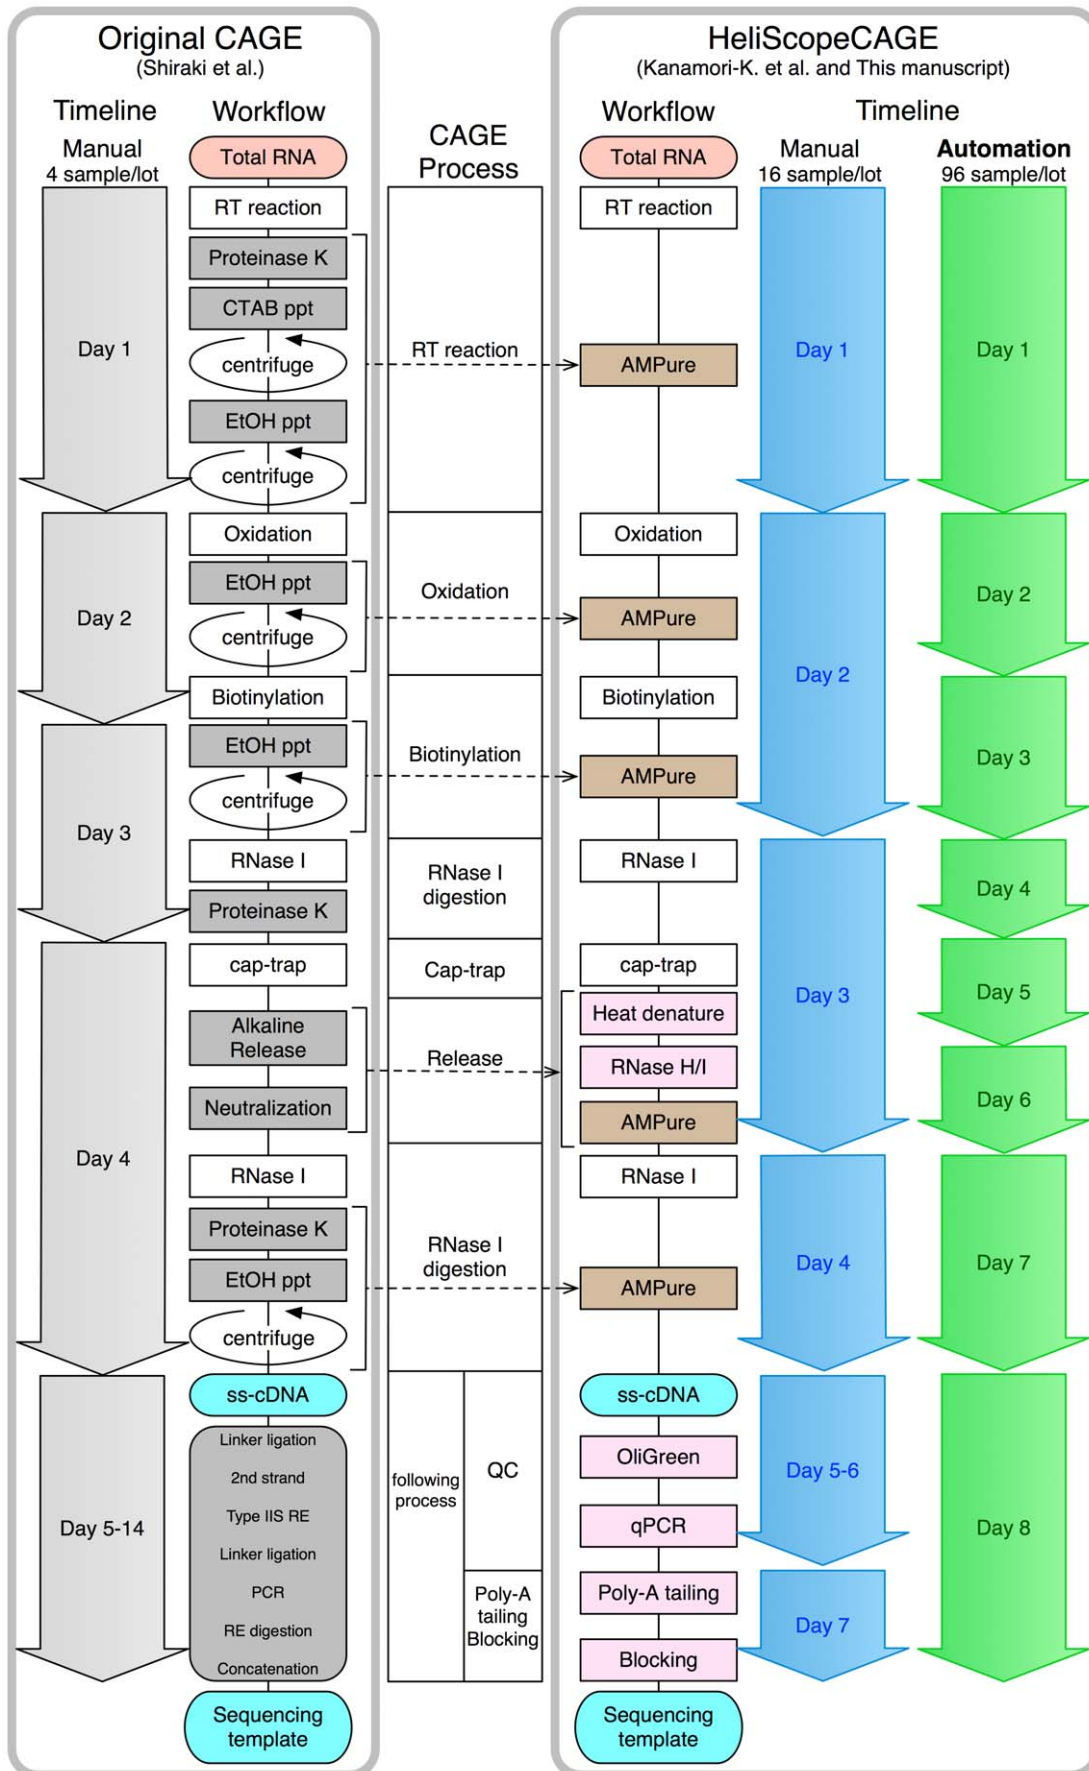 Original CAGE
(Shiraki et al.)
Timeline
Workflow
Manual
4 sample/lot
Total RNA
Day 1
Day 2
Day 3
Day 4
Day 5-14
RT reaction
Proteinase K
CTAB ppt
centrifuge
EtOH ppt
centrifuge
Oxidation
EtOH ppt
centrifuge
Biotinylation
EtOH ppt
centrifuge
RNase I
Proteinase K
cap-trap
Alkaline
Release
Neutralization
RNase I
Proteinase K
EtOH ppt
centrifuge
ss-cDNA
Linker ligation
2nd strand
Type IIS RE
Linker ligation
PCR
RE digestion
Concatenation
Sequencing
template
CAGE
Process
RT reaction
Oxidation
Biotinylation
RNase I
digestion
Cap-trap
Release
RNase I
digestion
following
process
QC
Poly-A
tailing
Blocking
HeliScopeCAGE
(Kanamori-K. et al. and This manuscript)
Workflow
Timeline
Total RNA
Manual
16 sample/lot
Automation
96 sample/lot
RT reaction
AMPure
Oxidation
AMPure
Biotinylation
AMPure
RNase I
cap-trap
Heat denature
RNase H/I
AMPure
RNase I
AMPure
ss-cDNA
OliGreen
qPCR
Poly-A tailing
Blocking
Sequencing
template
Day 1
Day 2
Day 3
Day 4
Day 5-6
Day 7
Day 1
Day 2
Day 3
Day 4
Day 5
Day 6
Day 7
Day 8